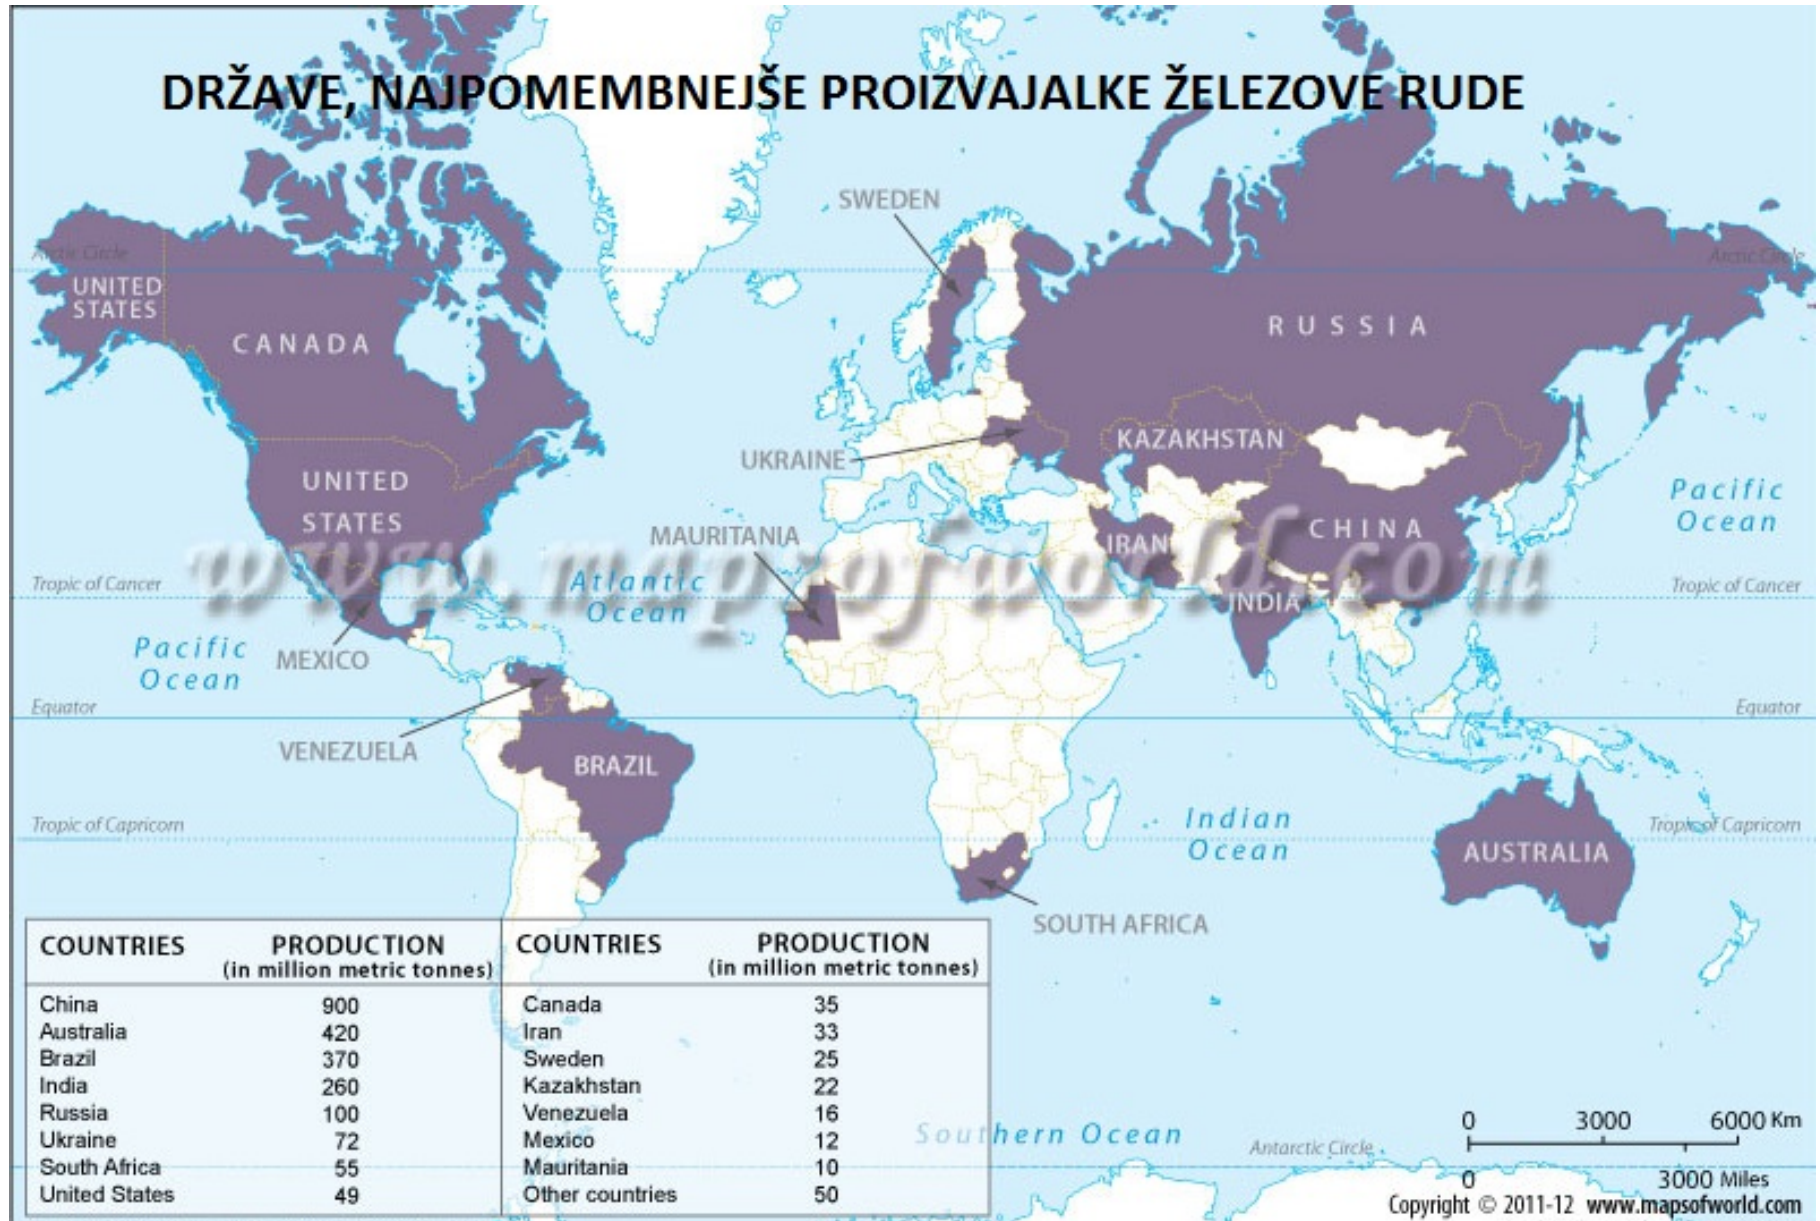 DRŽAVE, NAJPOMEMBNEJŠE PROIZVAJALKE ŽELEZOVE RUDE
SWEDEN
Arctic Circle
Arctic Circle
UNITED
STATES
CANADA
RUSSIA
UKRAINE
KAZAKHSTAN
UNITED
STATES
Pacific
Ocean
MAURITANIA
IRAN
CHINA
www.mapsofworld.com
Tropic of Cancer
Atlantic
Ocean
Tropic of Cancer
INDIA
Pacific
Ocean
MEXICO
Equator
Equator
VENEZUELA
BRAZIL
Tropic of Capricorn
Indian
Ocean
Tropic of Capricorn
AUSTRALIA
SOUTH AFRICA
COUNTRIES PRODUCTION COUNTRIES PRODUCTION
(in million metric tonnes) (in million metric tonnes)
China 900 Canada 35
Australia 420 Iran 33
Brazil 370 Sweden 25
India 260 Kazakhstan 22
Russia 100 Venezuela 16
Ukraine 72 Mexico 12
South Africa 55 Mauritania 10
United States 49 Other countries 50
Southern Ocean
Antarctic Circle
0 3000 6000 Km
0 3000 Miles
Copyright © 2011-12 www.mapsofworld.com